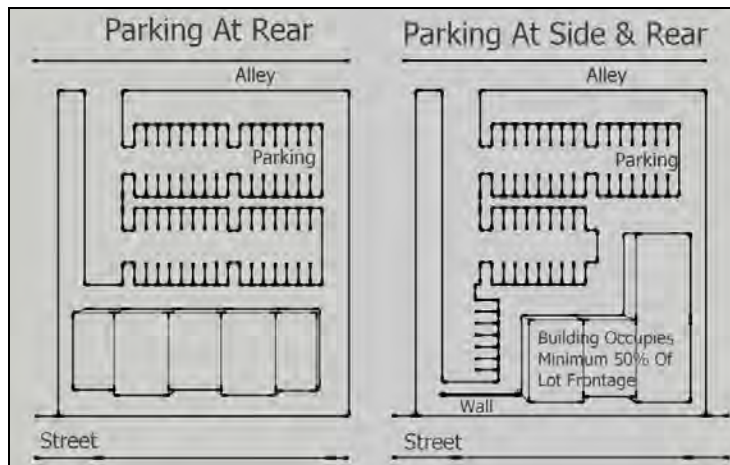 Parking At Rear
Alley
Parking
Street
Parking At Side & Rear
Alley
Parking
Building Occupies
Minimum 50% Of
Lot Frontage
Wall
Street